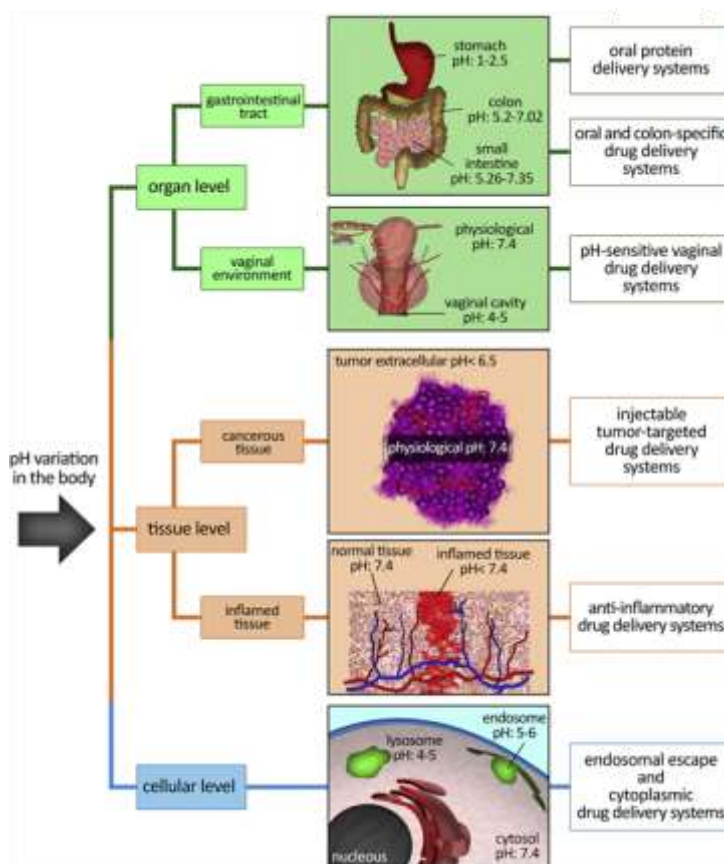 pH variation
in the body
organ level
gastrointestinal
tract
stomach
pH: 1-2.5
colon
pH: 5.2-7.02
small
intestine
pH: 5.26-7.35
oral protein
delivery systems
oral and colon-specific
drug delivery
systems
vaginal
environment
physiological
pH: 7.4
vaginal cavity
pH: 4-5
pH-sensitive vaginal
drug delivery
systems
tissue level
cancerous
tissue
tumor extracellular pH< 6.5
physiological pH: 7.4
injectable
tumor-targeted
drug delivery
systems
inflamed
tissue
normal tissue
pH: 7.4
inflamed tissue
pH< 7.4
anti-inflammatory
drug delivery systems
cellular level
lysosome
pH: 4-5
endosome
pH: 5-6
nucleous
cytosol
pH: 7.4
endosomal escape
and
cytoplasmic
drug delivery systems